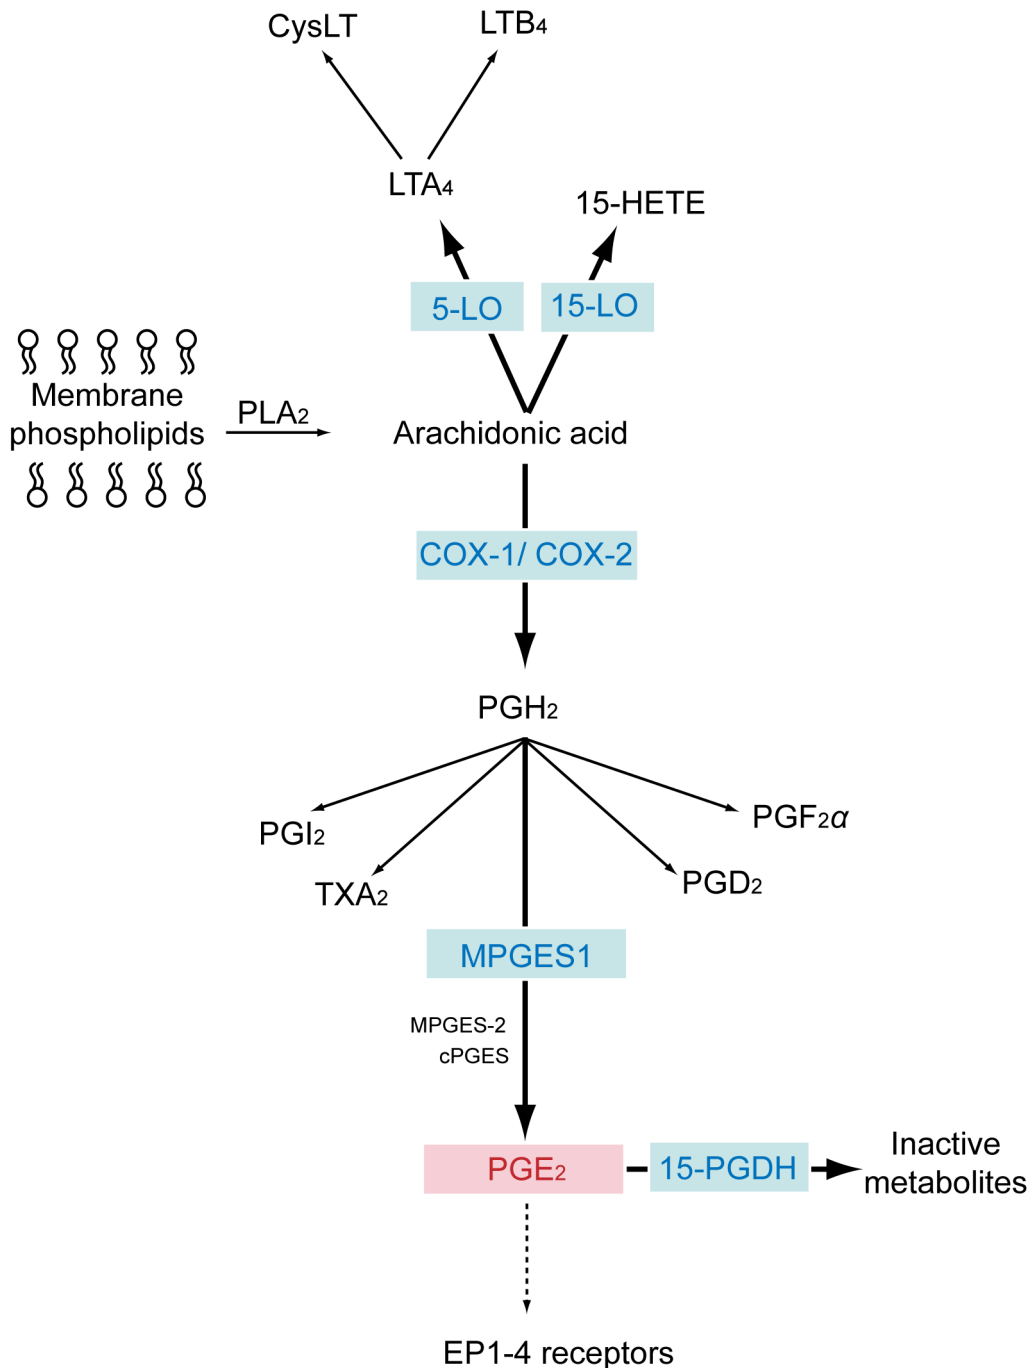 CysLT
LTB4
LTA4
15-HETE
5-LO
15-LO
Membrane
phospholipids
PLA2
Arachidonic acid
COX-1/ COX-2
PGH2
PGI2
TXA2
PGF2α
PGD2
MPGES1
MPGES-2
cPGES
PGE2
15-PGDH
Inactive
metabolites
EP1-4 receptors